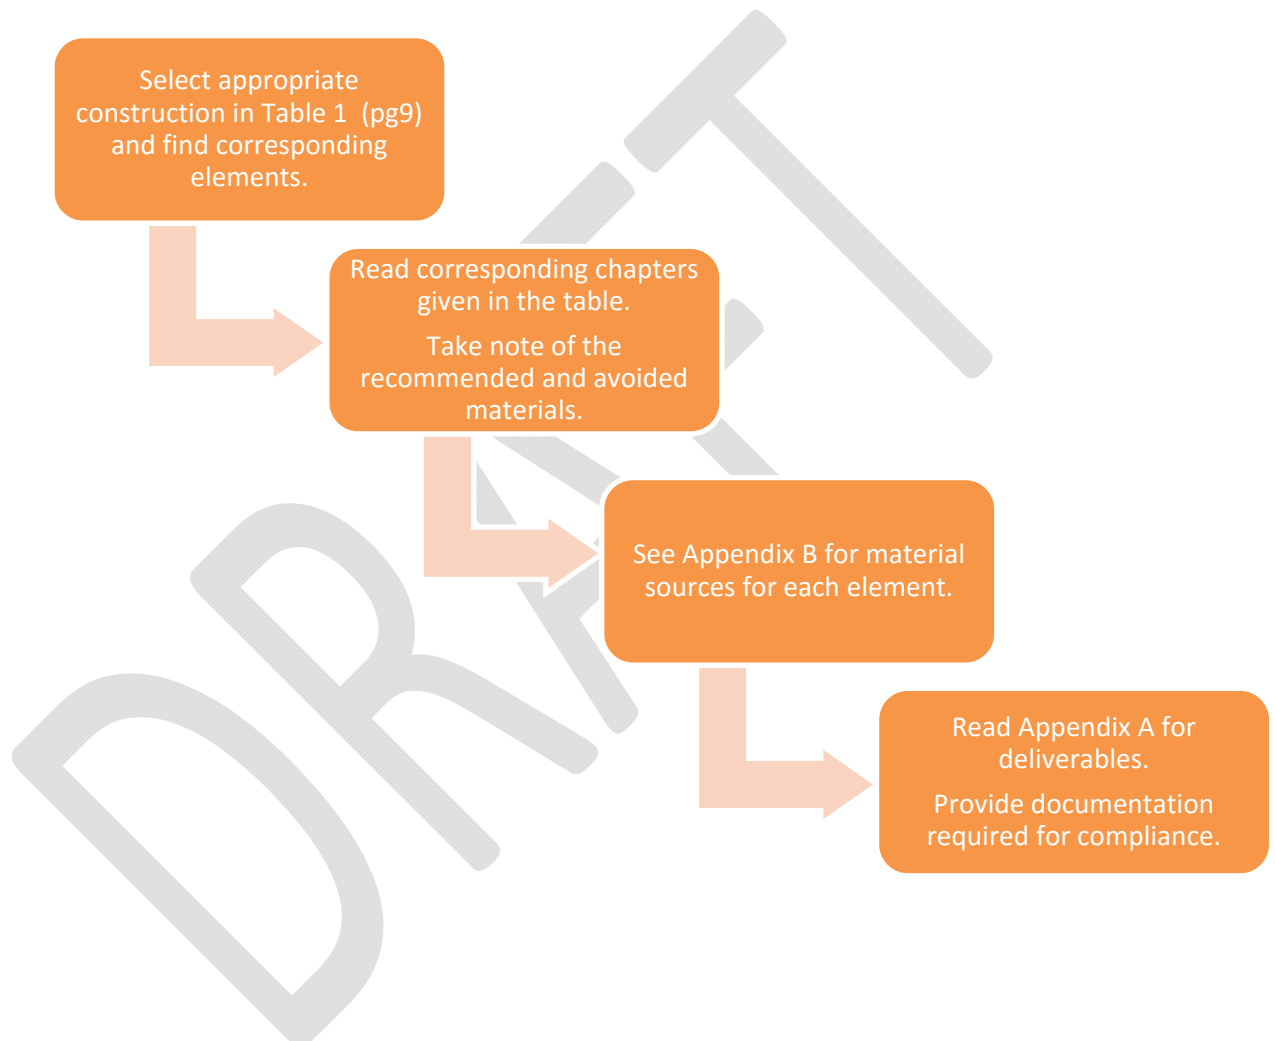 Select appropriate
construction in Table 1  (pg9)
and find corresponding
elements.
Read corresponding chapters
given in the table.
Take note of the
recommended and avoided
materials.
See Appendix B for material
sources for each element.
Read Appendix A for
deliverables.
Provide documentation
required for compliance.
DRAFT